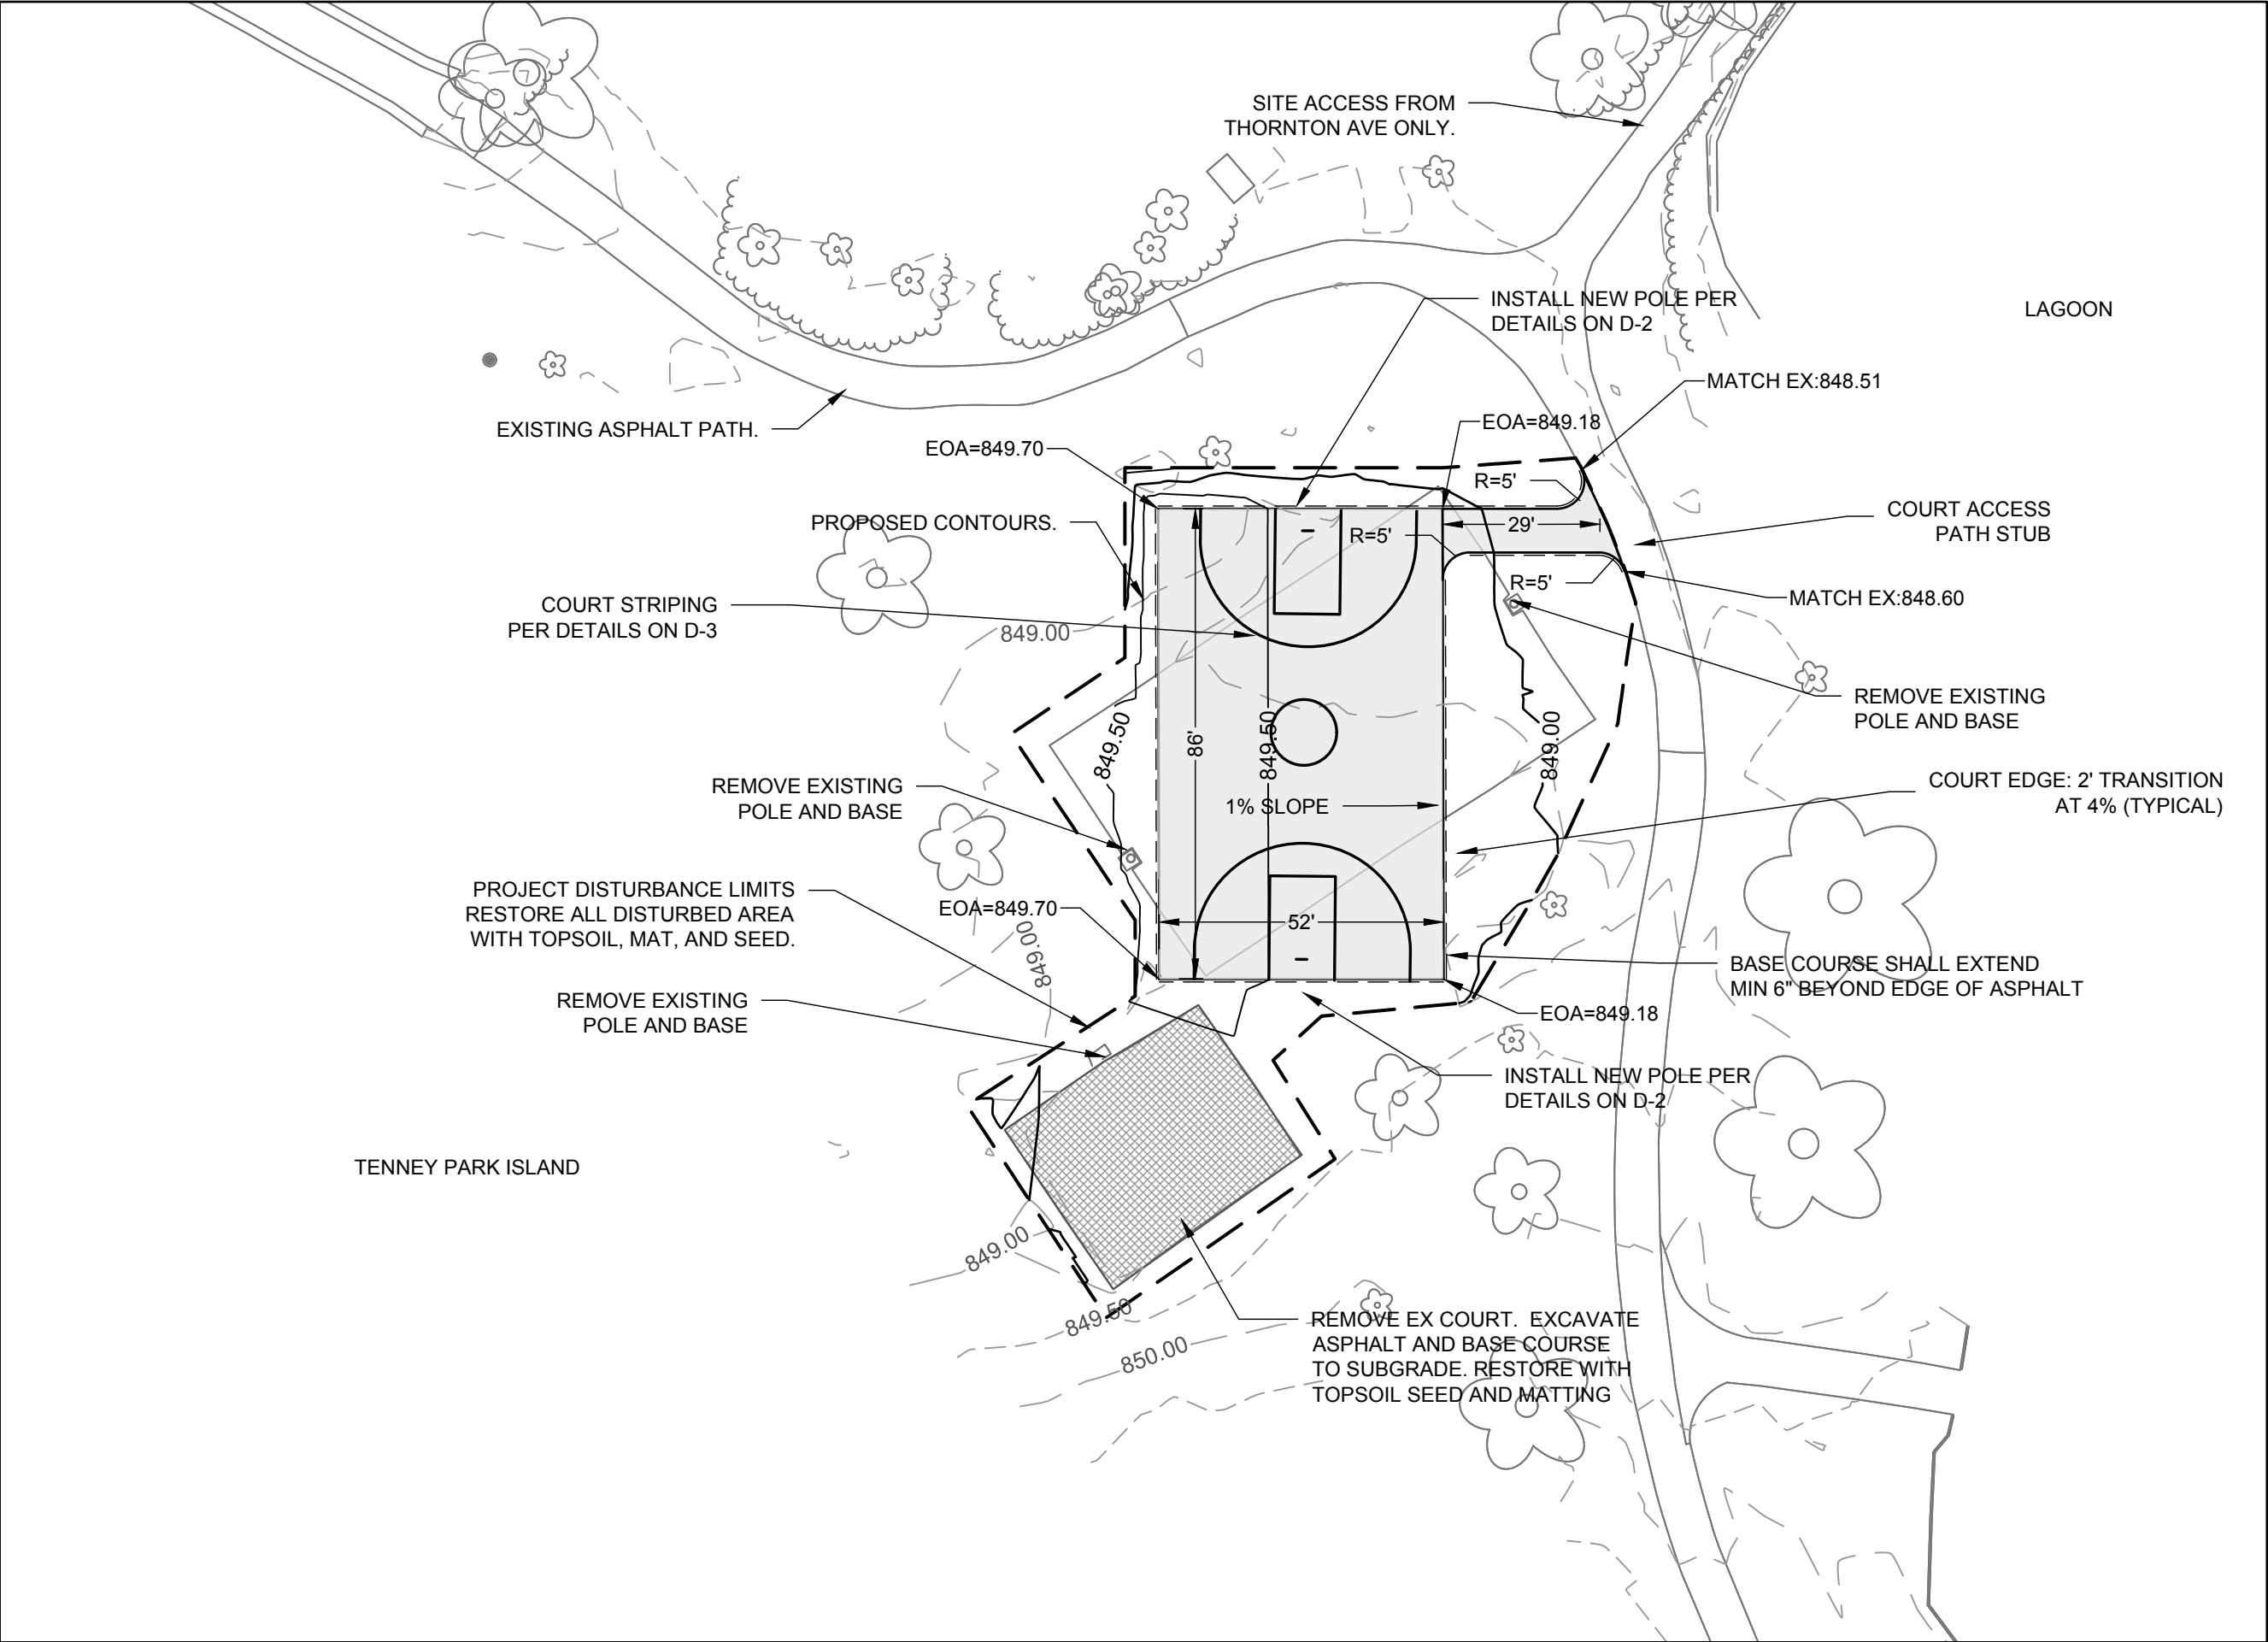 SITE ACCESS FROM
THORNTON AVE ONLY.
INSTALL NEW POLE PER
DETAILS ON D-2
LAGOON
MATCH EX:848.51
EOA=849.18
EXISTING ASPHALT PATH.
EOA=849.70
R=5'
COURT ACCESS
PATH STUB
PROPOSED CONTOURS.
29'
R=5'
R=5'
MATCH EX:848.60
COURT STRIPING
PER DETAILS ON D-3
849.00
REMOVE EXISTING
POLE AND BASE
849.50
86'
849.50
849.00
COURT EDGE: 2' TRANSITION
AT 4% (TYPICAL)
REMOVE EXISTING
POLE AND BASE
1% SLOPE
PROJECT DISTURBANCE LIMITS
RESTORE ALL DISTURBED AREA
WITH TOPSOIL, MAT, AND SEED.
EOA=849.70
52'
849.00
BASE COURSE SHALL EXTEND
MIN 6" BEYOND EDGE OF ASPHALT
REMOVE EXISTING
POLE AND BASE
EOA=849.18
INSTALL NEW POLE PER
DETAILS ON D-2
TENNEY PARK ISLAND
849.00
849.50
850.00
REMOVE EX COURT. EXCAVATE
ASPHALT AND BASE COURSE
TO SUBGRADE. RESTORE WITH
TOPSOIL SEED AND MATTING